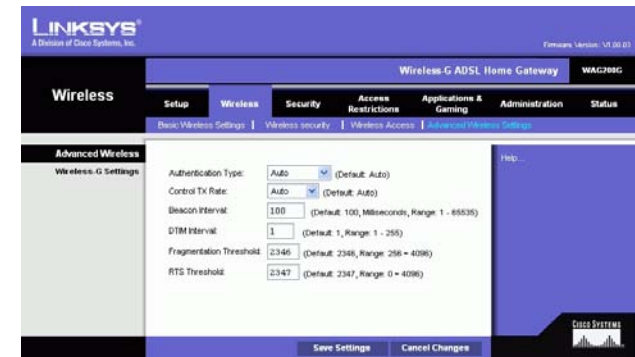 LINKSYS®
A Division of Cisco Systems, Inc.
Firmware Version: V1.00.03
Wireless-G ADSL Home Gateway WAG200G
Wireless
Setup Wireless Security Access Restrictions Applications & Gaming Administration Status
Basic Wireless Settings | Wireless security | Wireless Access | Advanced Wireless Settings
Advanced Wireless
Wireless-G Settings
Help...
Authentication Type: Auto (Default: Auto)
Control TX Rate: Auto (Default: Auto)
Beacon Interval: 100 (Default: 100, Milliseconds, Range: 1 - 65535)
DTIM Interval: 1 (Default: 1, Range: 1 - 255)
Fragmentation Threshold: 2346 (Default: 2346, Range: 256 ~ 4096)
RTS Threshold: 2347 (Default: 2347, Range: 0 ~ 4096)
Save Settings Cancel Changes
CISCO SYSTEMS